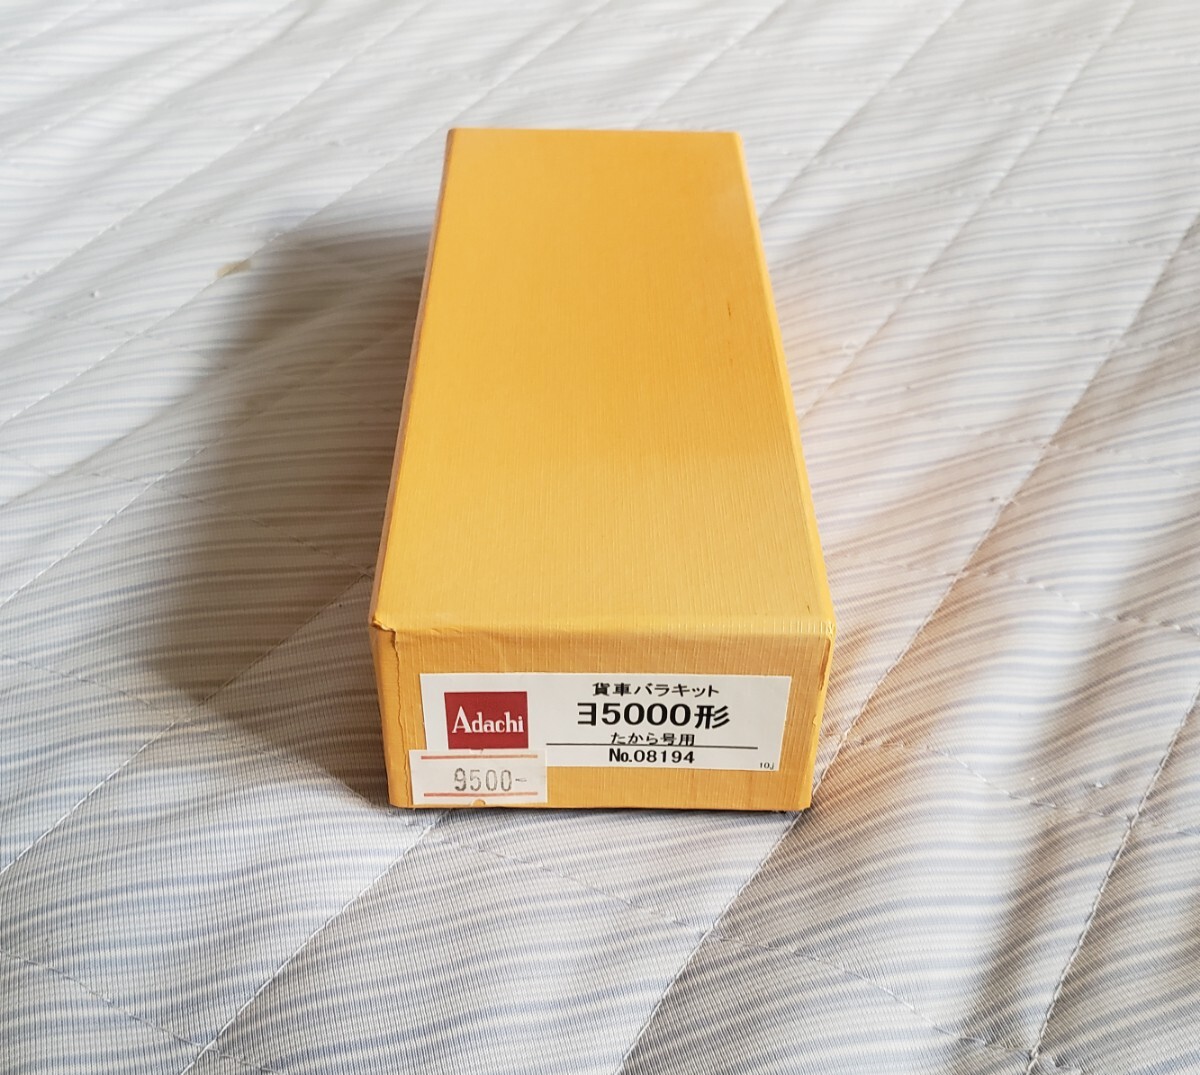 貨車バラキット
Adachi
ヨ5000形
たから号用
No.08194
10J
9500-